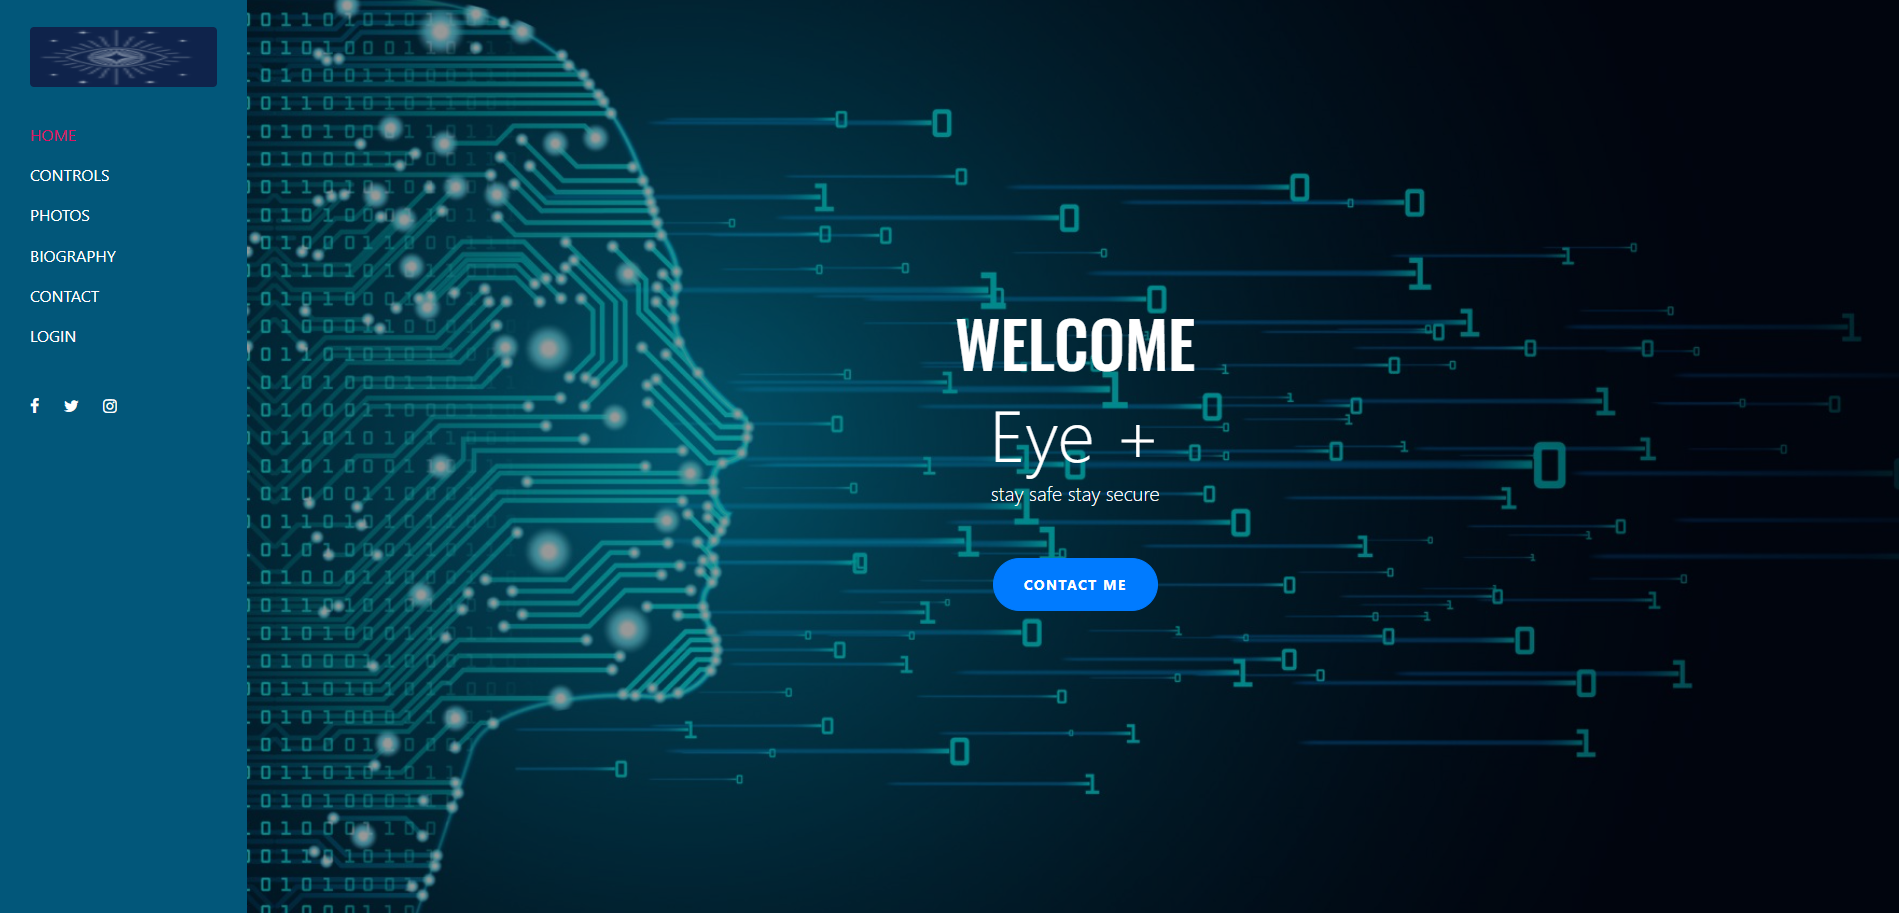 HOME
CONTROLS
PHOTOS
BIOGRAPHY
CONTACT
LOGIN
WELCOME
Eye +
stay safe stay secure
CONTACT ME